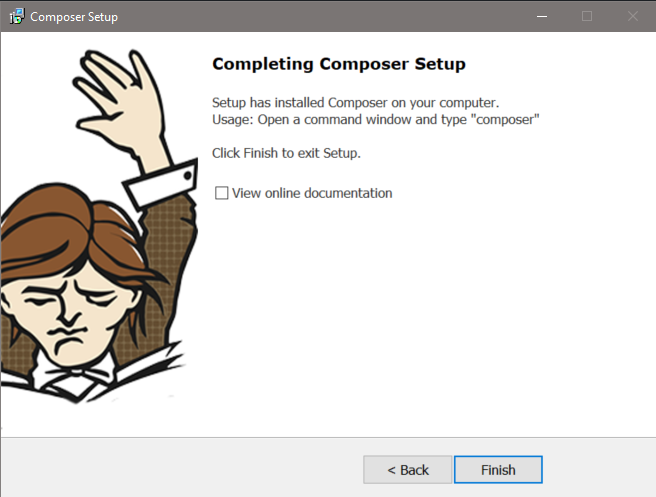 Composer Setup
Completing Composer Setup
Setup has installed Composer on your computer.
Usage: Open a command window and type "composer"
Click Finish to exit Setup.
View online documentation
< Back
Finish